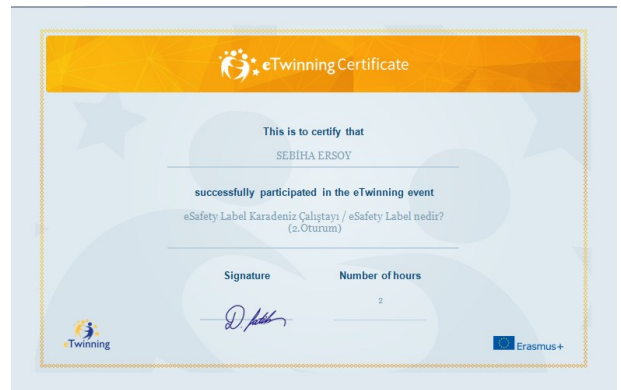 eTwinning Certificate
This is to certify that
SEBİHA ERSOY
successfully participated in the eTwinning event
eSafety Label Karadeniz Çalıştayı / eSafety Label nedir?
(2.Oturum)
Signature
Number of hours
2
eTwinning
Erasmus+